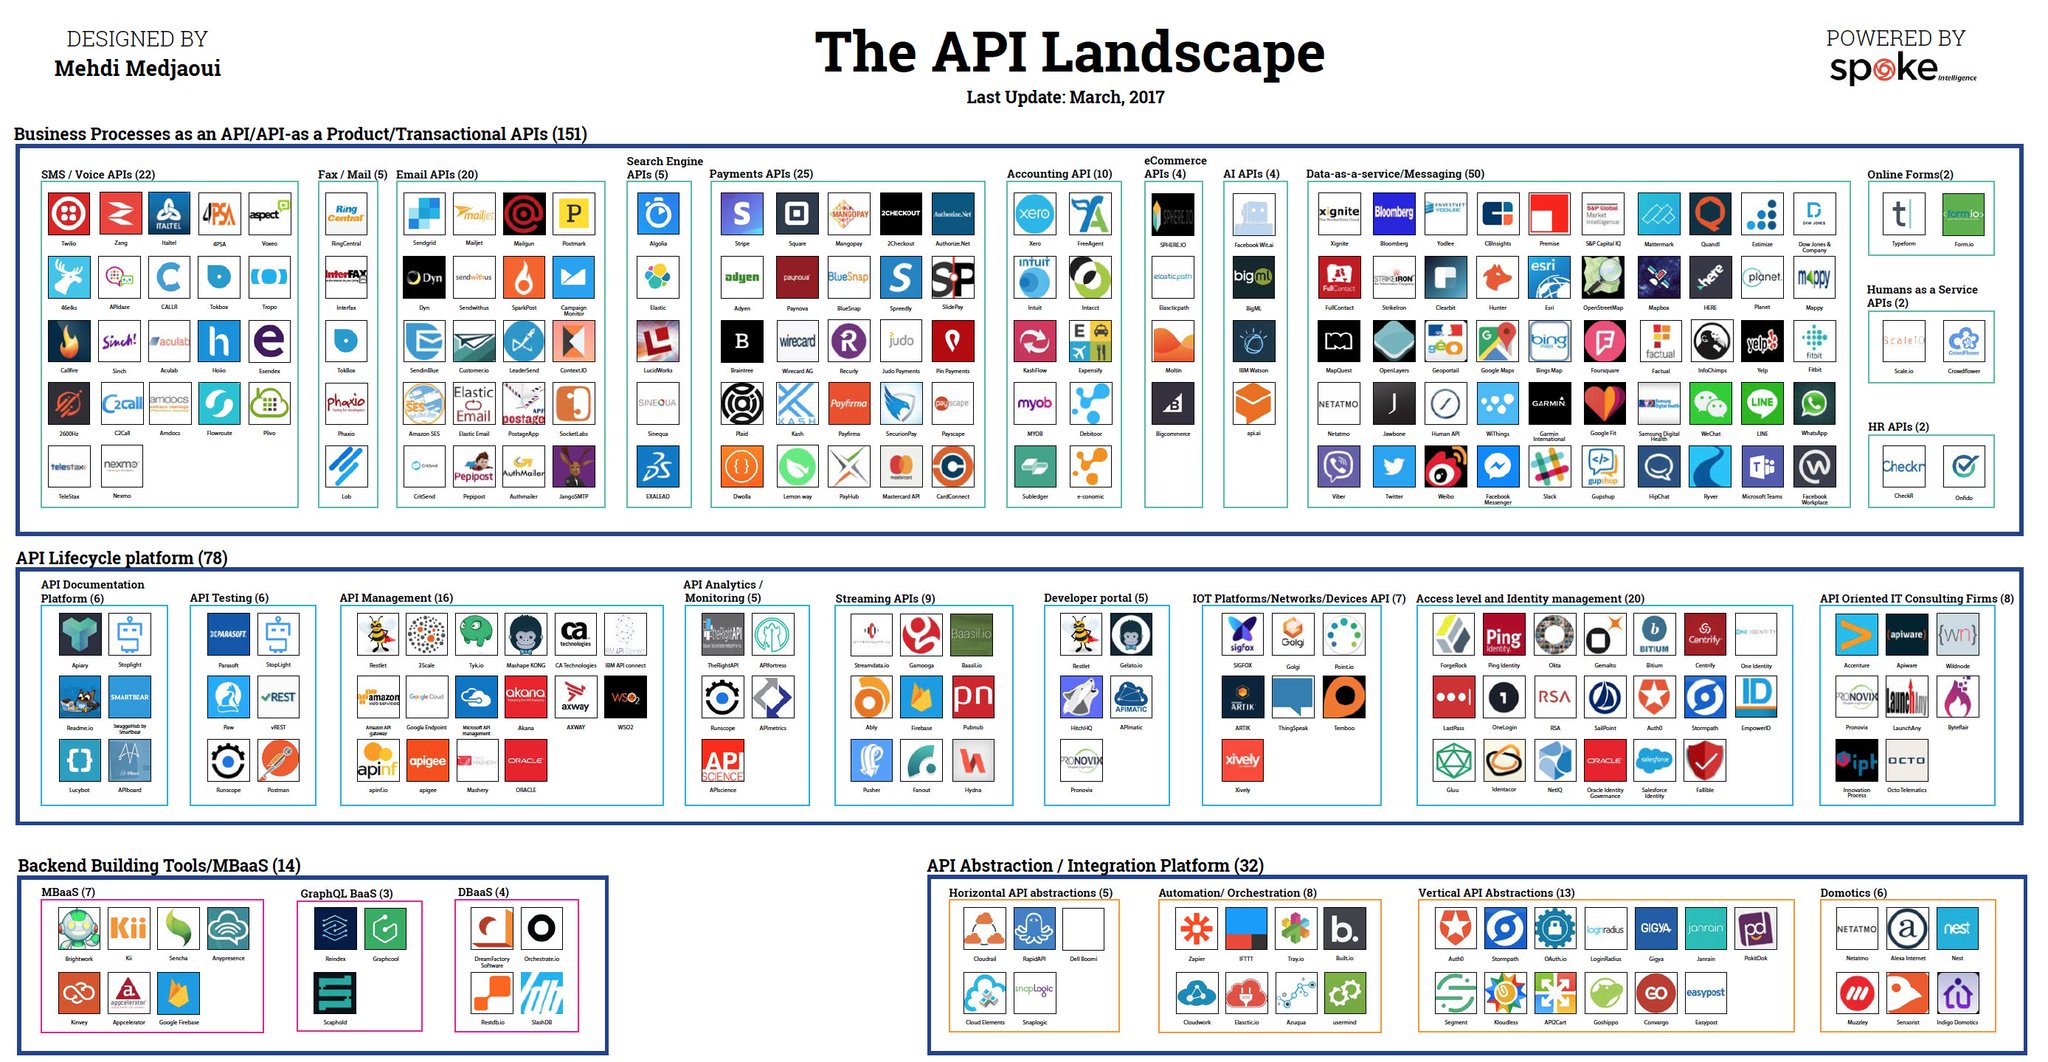 DESIGNED BY
Mehdi Medjaoui
The API Landscape
Last Update: March, 2017
POWERED BY
spoke intelligence
Business Processes as an API/API-as a Product/Transactional APIs (151)
SMS / Voice APIs (22)
Twilio Zang Italtel 4PSA Voxeo
46elks APIdaze CALLR Tokbox Tropo
Callfire Sinch Aculab Hoiio Esendex
2600Hz C2Call Amdocs Flowroute Plivo
TeleStax Nexmo
Fax / Mail (5)
RingCentral
Interfax
TokBox
Phaxio
Lob
Email APIs (20)
Sendgrid Mailjet Mailgun Postmark
Dyn Sendwithus SparkPost Campaign Monitor
SendinBlue Customer.io LeaderSend Context.IO
Amazon SES Elastic Email PostageApp SocketLabs
CritSend Pepipost Authmailer JangoSMTP
Search Engine
APIs (5)
Algolia
Elastic
LucidWorks
Sinequa
EXALEAD
Payments APIs (25)
Stripe Square Mangopay 2Checkout Authorize.Net
Adyen Paynova BlueSnap Spreedly SlidePay
Braintree Wirecard AG Recurly Judo Payments Pin Payments
Plaid Kash Payfirma SecurionPay Payscape
Dwolla Lemon way PayHub Mastercard API CardConnect
Accounting API (10)
Xero FreeAgent
Intuit Intacct
KashFlow Expensify
MYOB Debitoor
Subledger e-conomic
eCommerce
APIs (4)
SPHERE.IO
Elasticpath
Moltin
Bigcommerce
AI APIs (4)
Facebook Wit.ai
BigML
IBM Watson
api.ai
Data-as-a-service/Messaging (50)
Xignite Bloomberg Yodlee CBInsights Premise S&P Capital IQ Mattermark Quandl Estimize Dow Jones & Company
FullContact StrikeIron Clearbit Hunter Esri OpenStreetMap Mapbox HERE Planet Mappy
MapQuest OpenLayers Geoportail Google Maps Bings Map Foursquare Factual InfoChimps Yelp Fitbit
Netatmo Jawbone Human API WiThings Garmin International Google Fit Samsung Digital Health WeChat LINE WhatsApp
Viber Twitter Weibo Facebook Messenger Slack Gupshup HipChat Ryver Microsoft Teams Facebook Workplace
Online Forms(2)
Typeform Form.io
Humans as a Service
APIs (2)
Scale.io Crowdflower
HR APIs (2)
CheckR Onfido
API Lifecycle platform (78)
API Documentation
Platform (6)
Apiary Stoplight
Readme.io SwaggerHub by Smartbear
Lucybot APIboard
API Testing (6)
Parasoft StopLight
Paw vREST
Runscope Postman
API Management (16)
Restlet 3Scale Tyk.io Mashape KONG CA Technologies IBM API connect
Amazon API gateway Google Endpoint Microsoft API management Akana AXWAY WSO2
apinf.io apigee Mashery ORACLE
API Analytics /
Monitoring (5)
TheRightAPI APIfortress
Runscope APImetrics
APIscience
Streaming APIs (9)
Streamdata.io Gamooga Baasil.io
Ably Firebase Pubnub
Pusher Fanout Hydna
Developer portal (5)
Restlet Gelato.io
HitchHQ APImatic
Pronovix
IOT Platforms/Networks/Devices API (7)
SIGFOX Golgi Point.io
ARTIK ThingSpeak Temboo
Xively
Access level and Identity management (20)
ForgeRock Ping Identity Okta Gemalto Bitium Centrify One Identity
LastPass OneLogin RSA SailPoint Auth0 Stormpath EmpowerID
Gluu Identacor NetIQ Oracle Identity Governance Salesforce Identity Fallible
API Oriented IT Consulting Firms (8)
Accenture Apiware Wildnode
Pronovix LaunchAny Byteflair
Innovation Process Octo Telematics
Backend Building Tools/MBaaS (14)
MBaaS (7)
Brightwork Kii Sencha Anypresence
Kinvey Appcelerator Google Firebase
GraphQL BaaS (3)
Reindex Graphcool
Scaphold
DBaaS (4)
DreamFactory Software Orchestrate.io
Restdb.io SlashDB
API Abstraction / Integration Platform (32)
Horizontal API abstractions (5)
Cloudrail RapidAPI Dell Boomi
Cloud Elements Snaplogic
Automation/ Orchestration (8)
Zapier IFTTT Tray.io Built.io
Cloudwork Elasctic.io Azuqua usermind
Vertical API Abstractions (13)
Auth0 Stormpath OAuth.io LoginRadius Gigya Janrain PokitDok
Segment Kloudless API2Cart Goshippo Convargo Easypost
Domotics (6)
Netatmo Alexa Internet Nest
Muzzley Sensorist Indigo Domotics